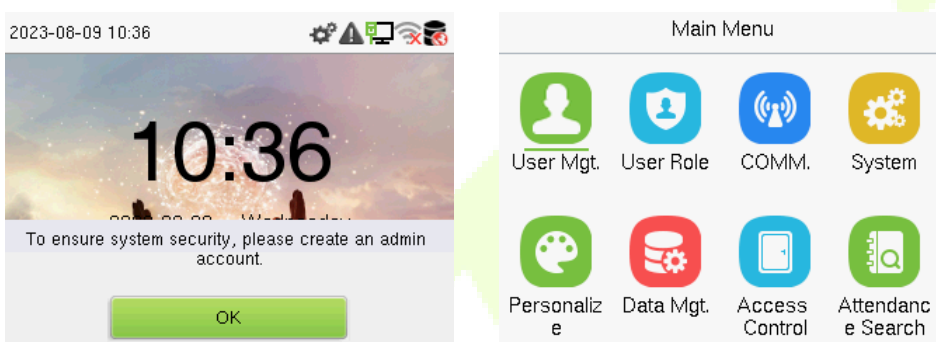 2023-08-09 10:36
10:36
To ensure system security, please create an admin
account.
OK
Main Menu
User Mgt.
User Role
COMM.
System
Personaliz
e
Data Mgt.
Access
Control
Attendanc
e Search